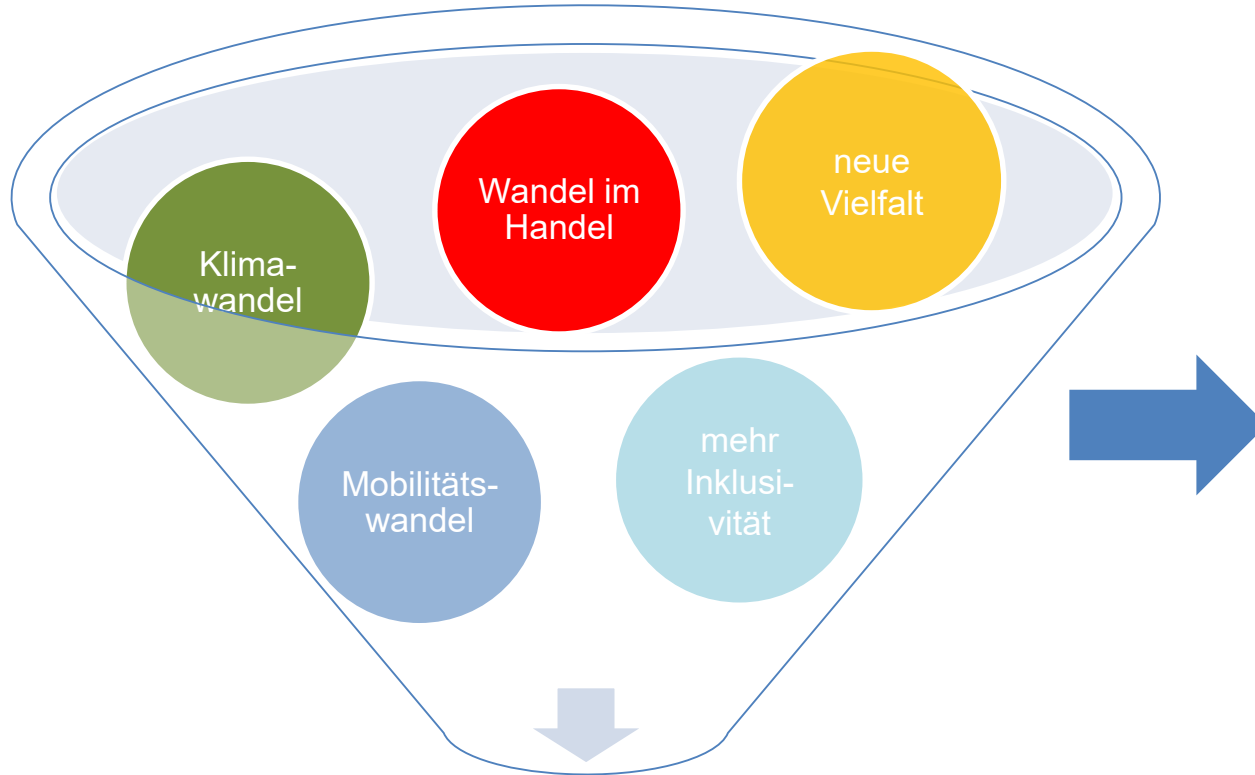 Klima-
wandel
Wandel im
Handel
neue
Vielfalt
Mobilitäts-
wandel
mehr
Inklusi-
vität